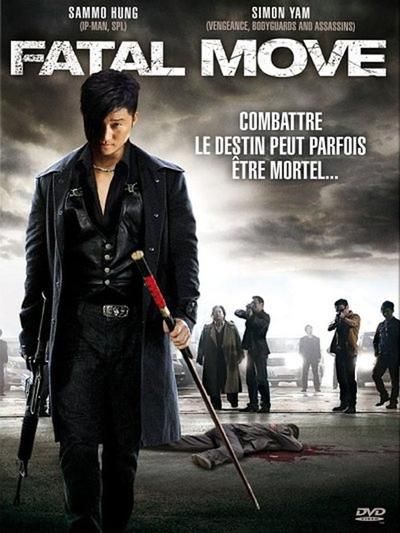 SAMMO HUNG
(IP-MAN, SPL)
SIMON YAM
(VENGEANCE, BODYGUARDS AND ASSASSINS)
FATAL MOVE
COMBATTRE
LE DESTIN PEUT PARFOIS
ÊTRE MORTEL...
DVD
VIDEO